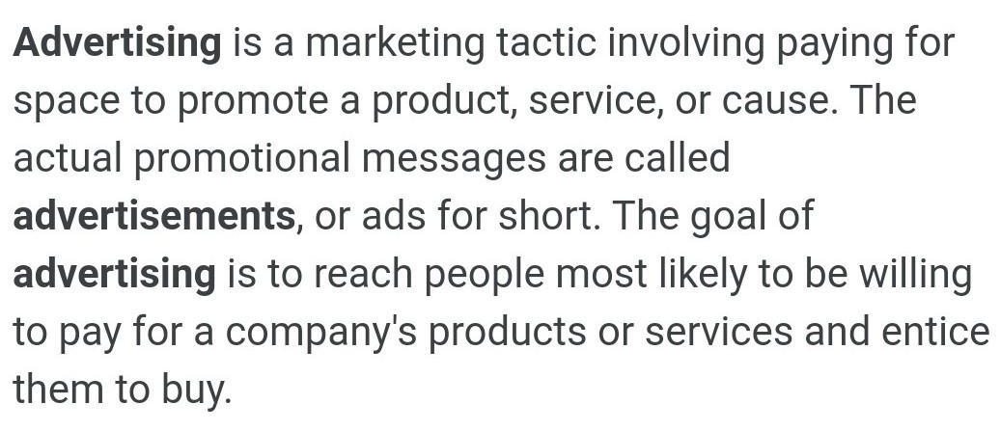 Advertising is a marketing tactic involving paying for
space to promote a product, service, or cause. The
actual promotional messages are called
advertisements, or ads for short. The goal of
advertising is to reach people most likely to be willing
to pay for a company's products or services and entice
them to buy.